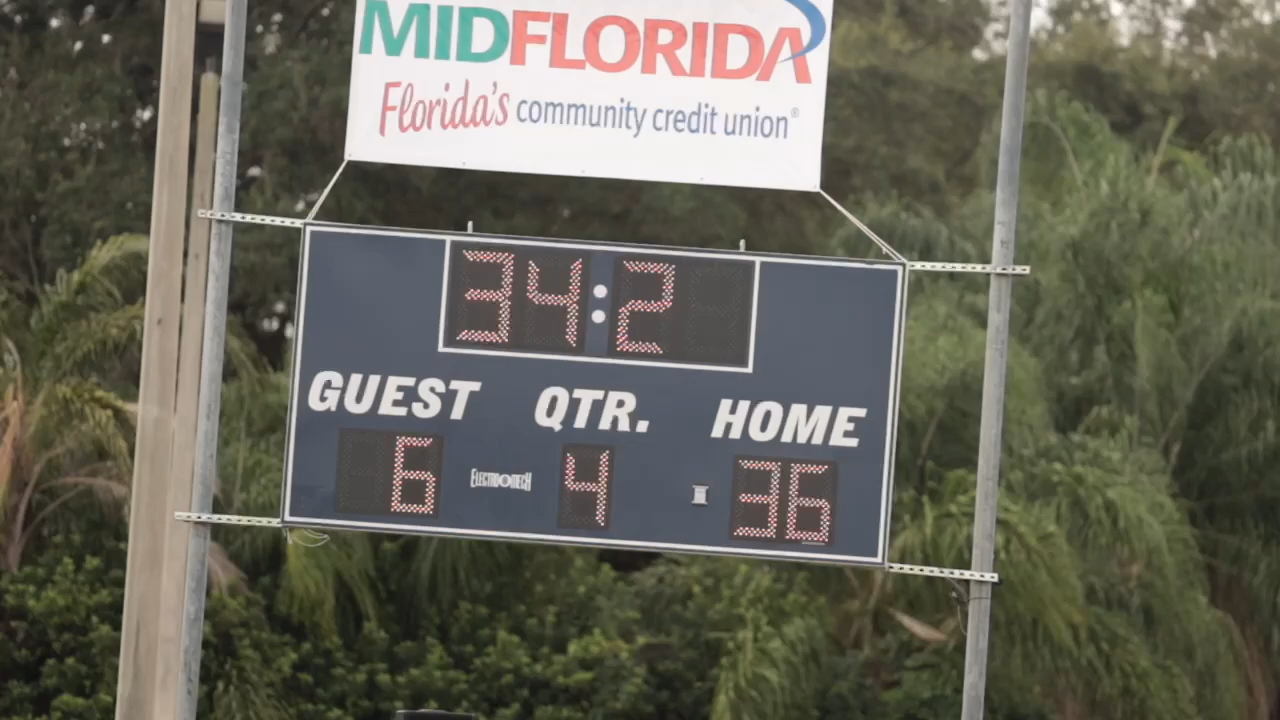 MIDFLORIDA
Florida's community credit union®
34:2
GUEST QTR. HOME
6 ELECTRO-MECH 4 36